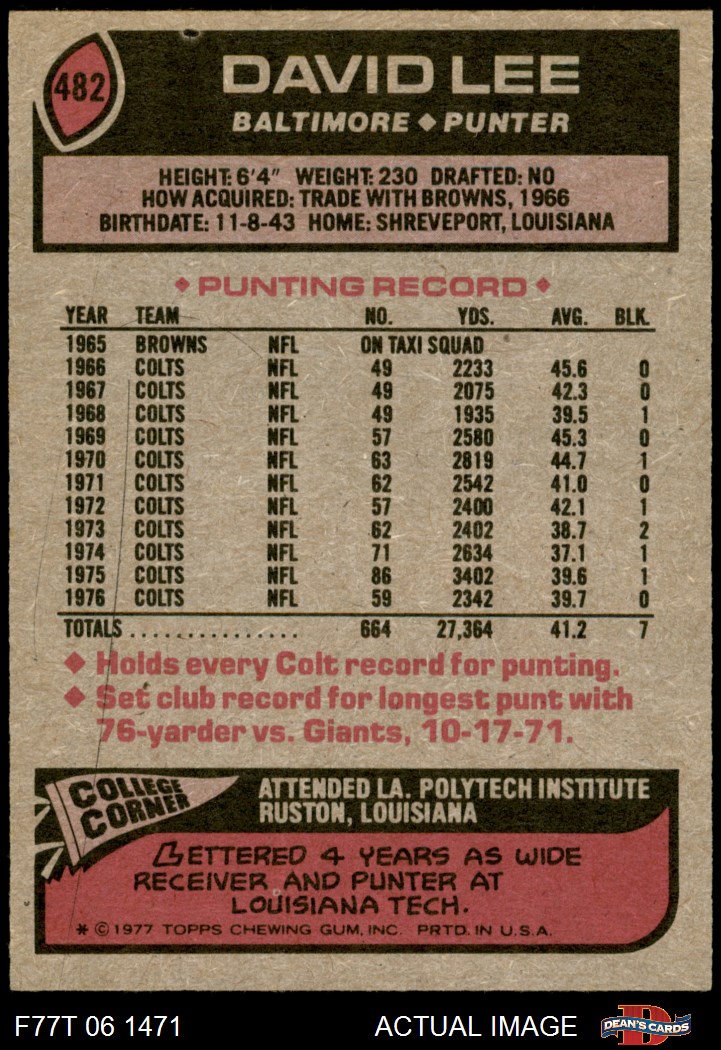 482
DAVID LEE
BALTIMORE ◆ PUNTER
HEIGHT: 6'4" WEIGHT: 230 DRAFTED: NO
HOW ACQUIRED: TRADE WITH BROWNS, 1966
BIRTHDATE: 11-8-43 HOME: SHREVEPORT, LOUISIANA
◆ PUNTING RECORD ◆
YEAR TEAM NO. YDS. AVG. BLK.
1965 BROWNS NFL ON TAXI SQUAD
1966 COLTS NFL 49 2233 45.6 0
1967 COLTS NFL 49 2075 42.3 0
1968 COLTS NFL 49 1935 39.5 1
1969 COLTS NFL 57 2580 45.3 0
1970 COLTS NFL 63 2819 44.7 1
1971 COLTS NFL 62 2542 41.0 0
1972 COLTS NFL 57 2400 42.1 1
1973 COLTS NFL 62 2402 38.7 2
1974 COLTS NFL 71 2634 37.1 1
1975 COLTS NFL 86 3402 39.6 1
1976 COLTS NFL 59 2342 39.7 0
TOTALS ............... 664 27,364 41.2 7
◆ Holds every Colt record for punting.
◆ Set club record for longest punt with
76-yarder vs. Giants, 10-17-71.
COLLEGE
CORNER
ATTENDED LA. POLYTECH INSTITUTE
RUSTON, LOUISIANA
LETTERED 4 YEARS AS WIDE
RECEIVER AND PUNTER AT
LOUISIANA TECH.
* © 1977 TOPPS CHEWING GUM, INC. PRTD. IN U.S.A.
F77T 06 1471 ACTUAL IMAGE D DEAN'S CARDS